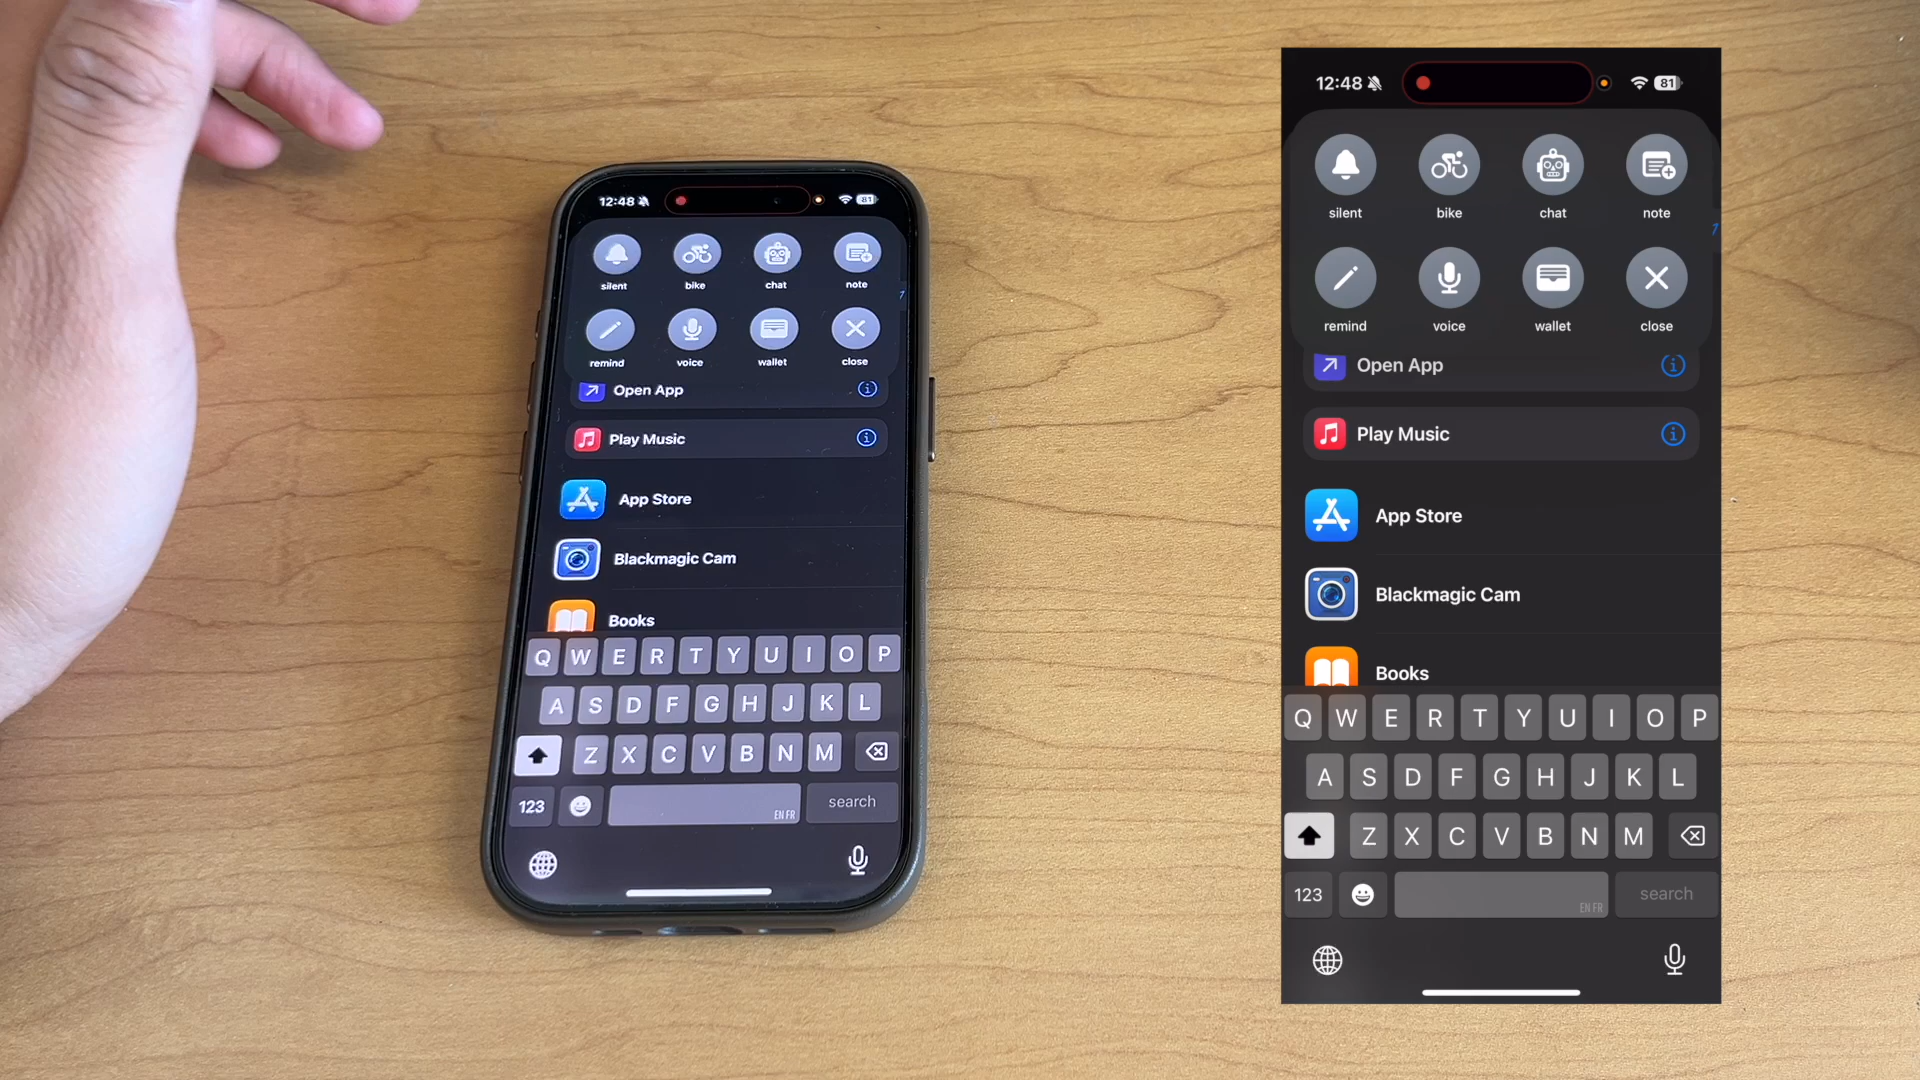 12:48 81
silent bike chat note
remind voice wallet close
Open App
Play Music
App Store
Blackmagic Cam
Books
Q W E R T Y U I O P
A S D F G H J K L
Z X C V B N M
123 EN FR search
12:48 81
silent bike chat note
remind voice wallet close
Open App
Play Music
App Store
Blackmagic Cam
Books
Q W E R T Y U I O P
A S D F G H J K L
Z X C V B N M
123 EN FR search